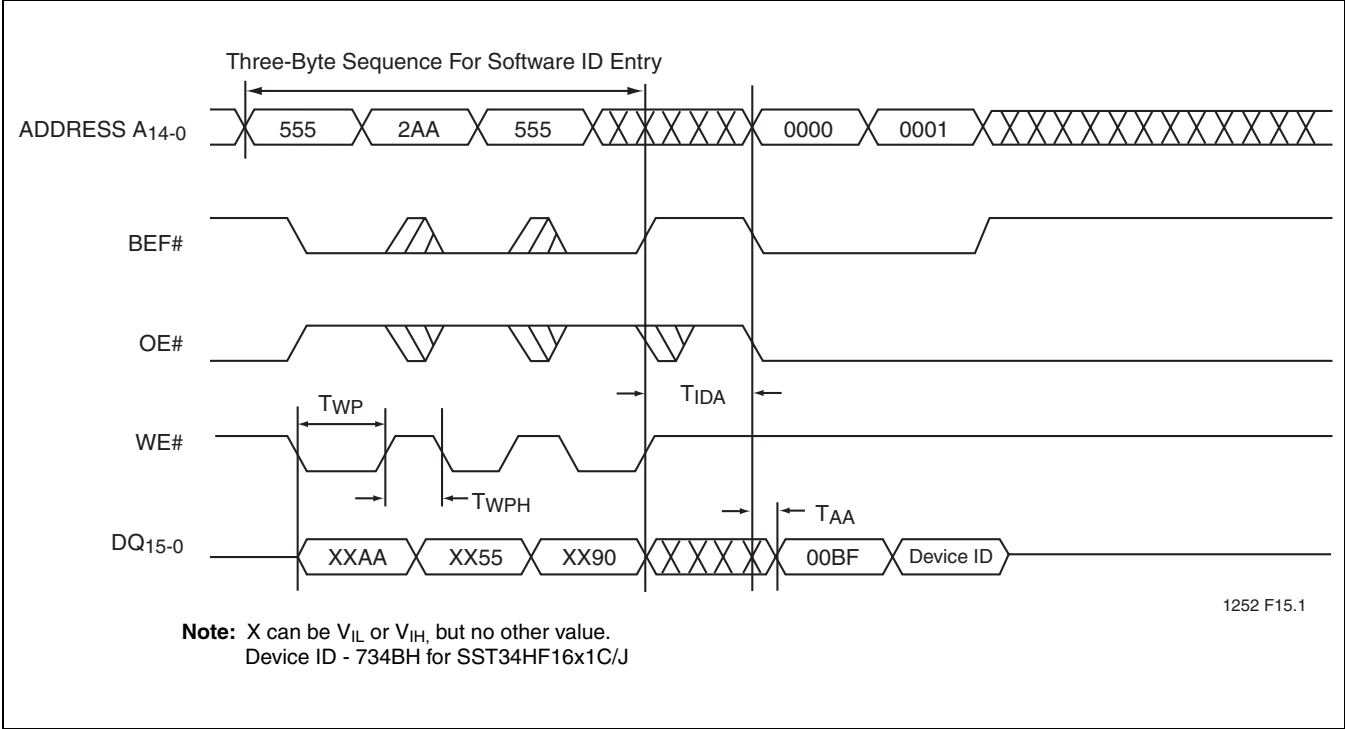 Three-Byte Sequence For Software ID Entry
ADDRESS A14-0
555 2AA 555 0000 0001
BEF#
OE#
TIDA
TWP
WE#
TWPH
TAA
DQ15-0
XXAA XX55 XX90 00BF Device ID
1252 F15.1
Note: X can be VIL or VIH, but no other value.
Device ID - 734BH for SST34HF16x1C/J